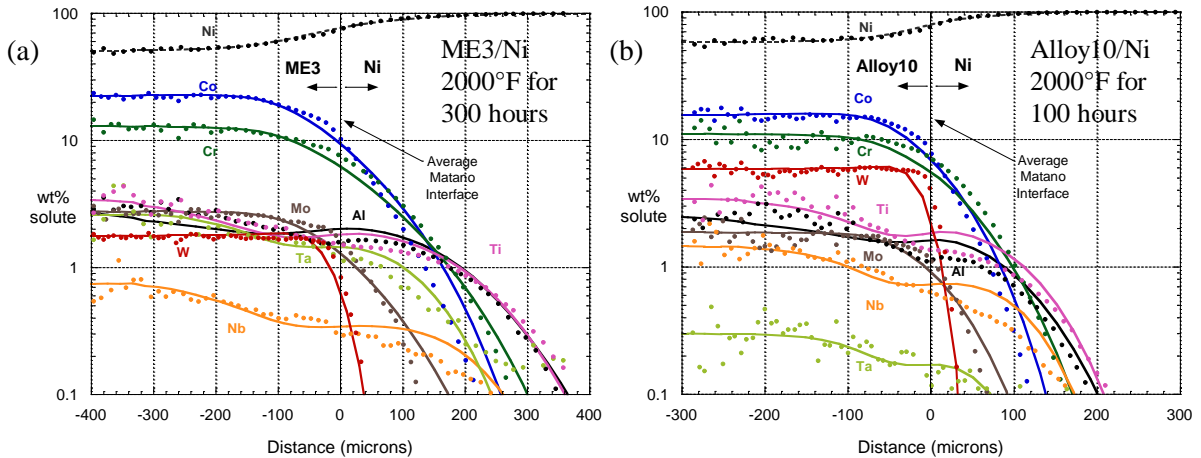 (a)
100
10
wt%
solute
1
0.1
-400
-300
-200
-100
0
100
200
300
400
Distance (microns)
Ni
ME3
Ni
Co
Cr
Mo
Al
W
Ta
Ti
Nb
Average
Matano
Interface
ME3/Ni
2000°F for
300 hours
(b)
100
10
wt%
solute
1
0.1
-300
-200
-100
0
100
200
300
Distance (microns)
Ni
Alloy10
Ni
Co
Cr
W
Ti
Mo
Al
Nb
Ta
Average
Matano
Interface
Alloy10/Ni
2000°F for
100 hours